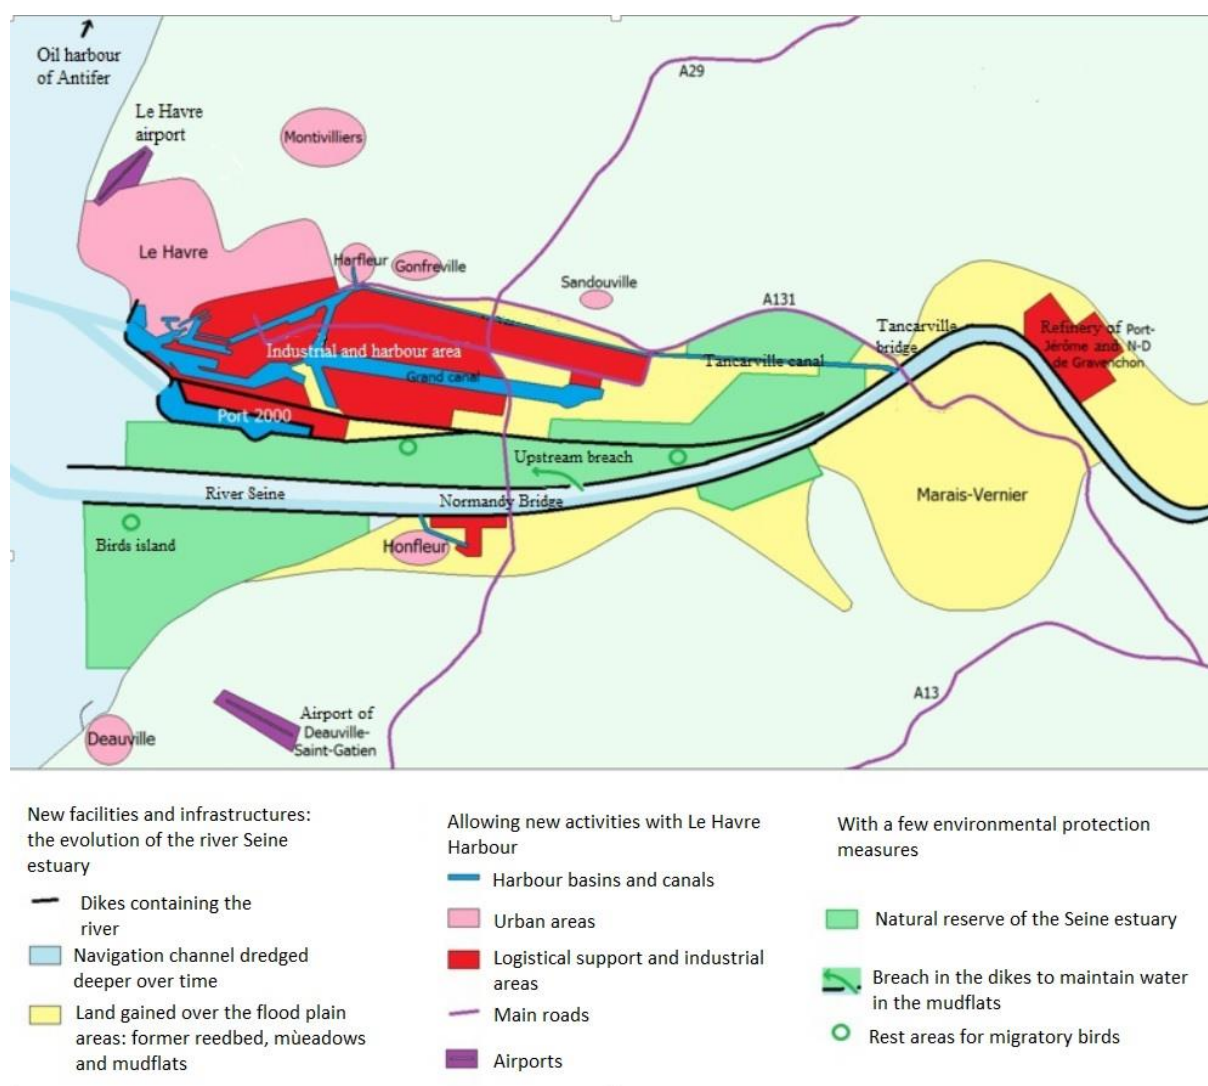 Oil harbour
of Antifer
A29
Le Havre
airport
Montivilliers
Le Havre
Harfleur
Gonfreville
Sandouville
A131
Tancarville
bridge
Refinery of Port-
Jérôme and N-D
de Gravenchon
Industrial and harbour area
Tancarville canal
Grand canal
Port 2000
Upstream breach
River Seine
Normandy Bridge
Marais-Vernier
Birds island
Honfleur
A13
Airport of
Deauville-
Saint-Gatien
Deauville
New facilities and infrastructures:
the evolution of the river Seine
estuary
Dikes containing the
river
Navigation channel dredged
deeper over time
Land gained over the flood plain
areas: former reedbed, mùeadows
and mudflats
Allowing new activities with Le Havre
Harbour
Harbour basins and canals
Urban areas
Logistical support and industrial
areas
Main roads
Airports
With a few environmental protection
measures
Natural reserve of the Seine estuary
Breach in the dikes to maintain water
in the mudflats
Rest areas for migratory birds